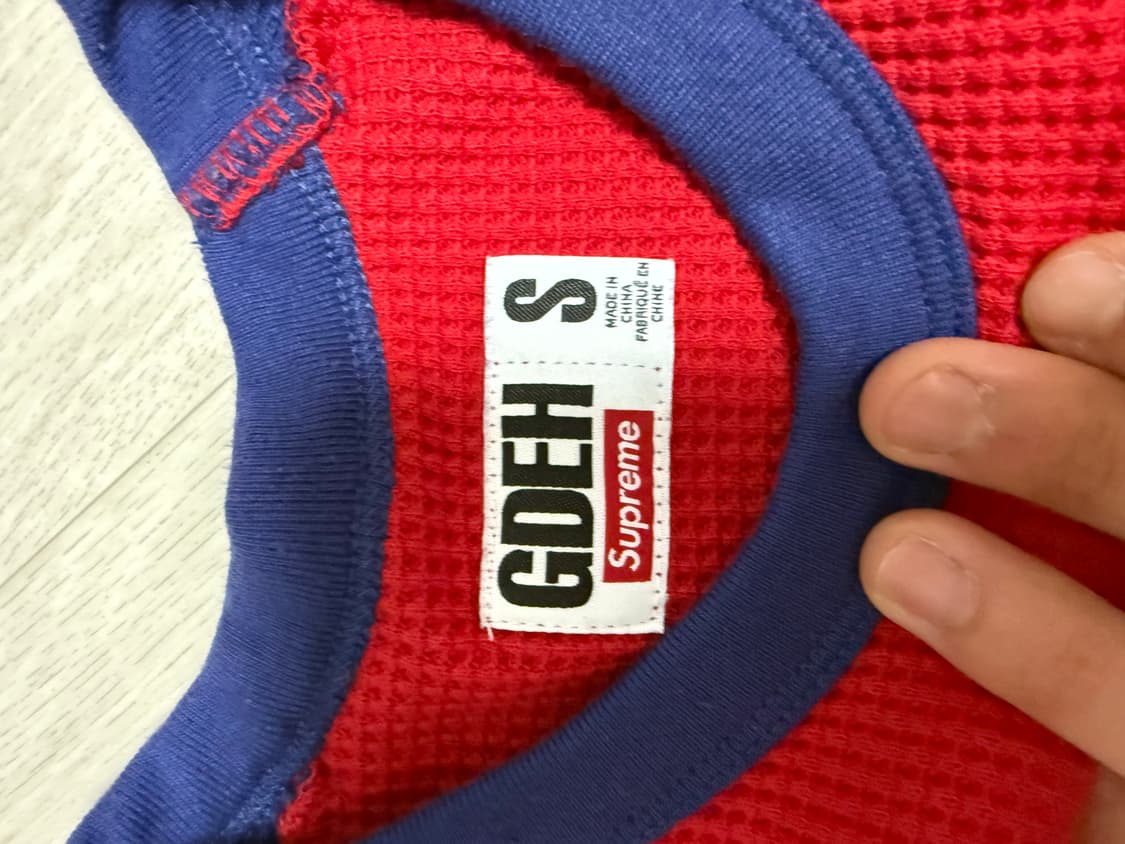 GDEH
Supreme
S
MADE IN
CHINA
FABRIQUÉ EN
CHINE